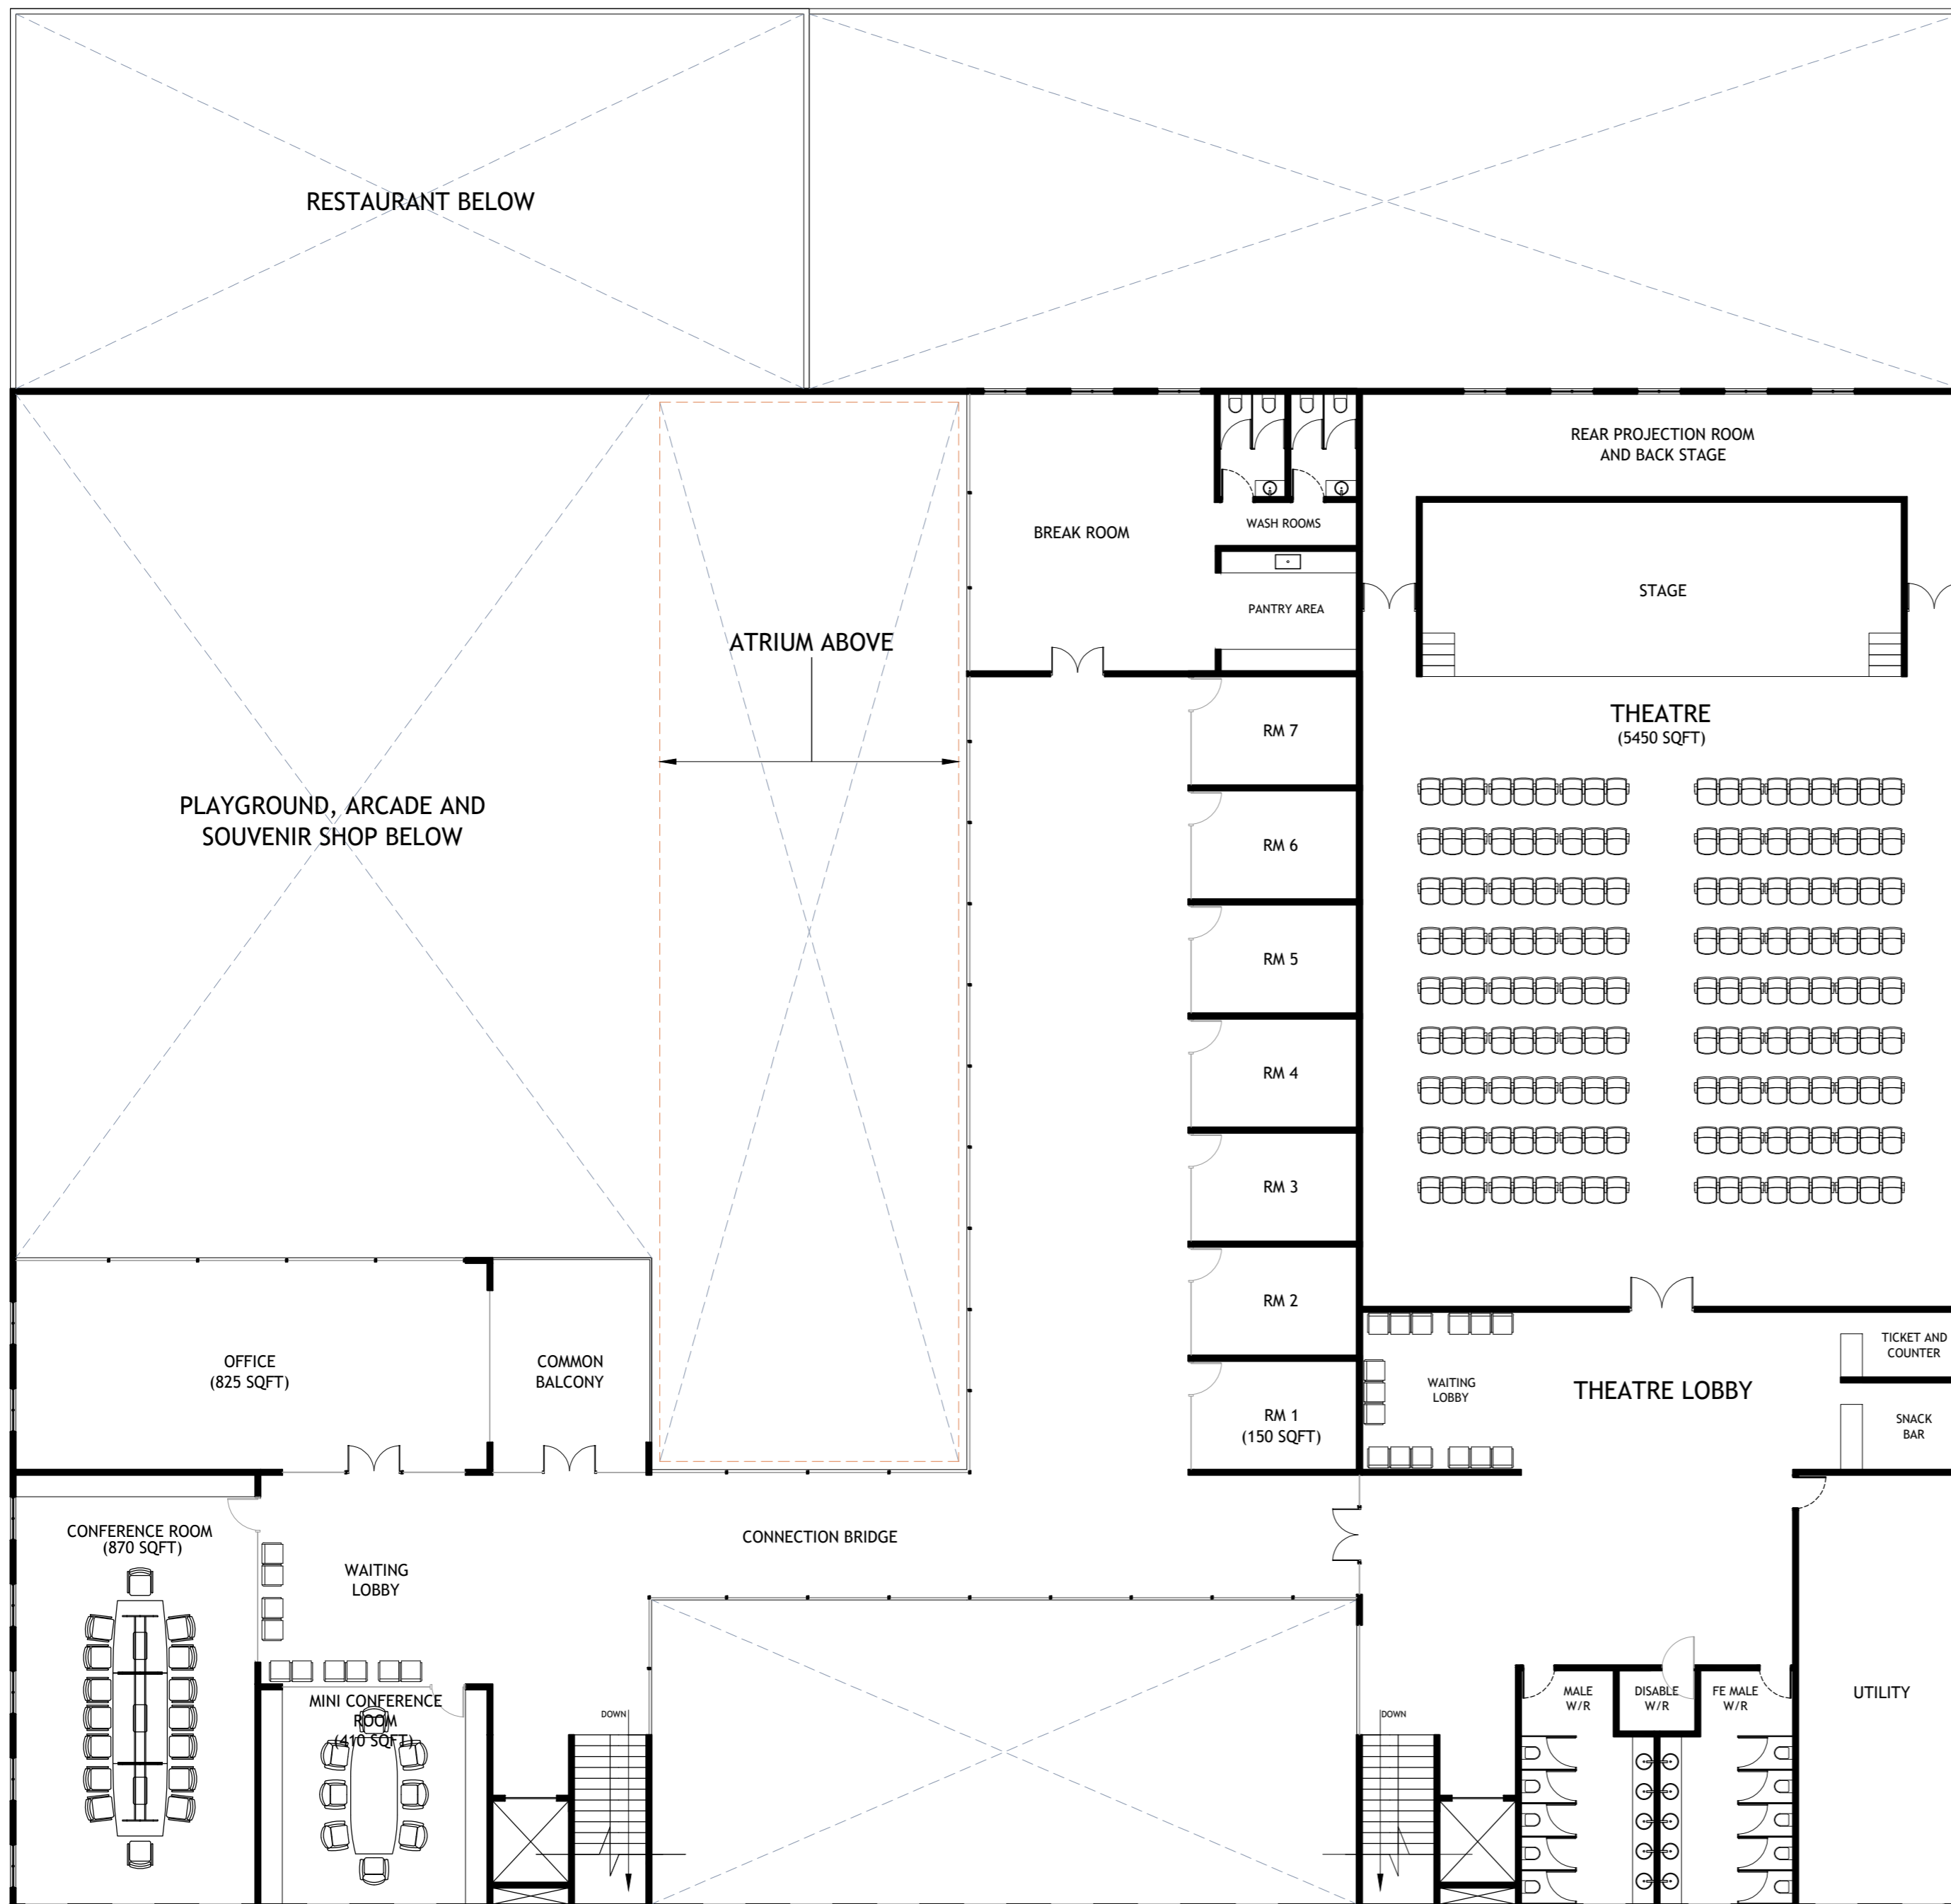 RESTAURANT BELOW
REAR PROJECTION ROOM
AND BACK STAGE
WASH ROOMS
BREAK ROOM
STAGE
PANTRY AREA
ATRIUM ABOVE
THEATRE
(5450 SQFT)
RM 7
PLAYGROUND, ARCADE AND
SOUVENIR SHOP BELOW
RM 6
RM 5
RM 4
RM 3
RM 2
OFFICE
(825 SQFT)
COMMON
BALCONY
RM 1
(150 SQFT)
WAITING
LOBBY
THEATRE LOBBY
TICKET AND
COUNTER
SNACK
BAR
CONFERENCE ROOM
(870 SQFT)
WAITING
LOBBY
CONNECTION BRIDGE
MINI CONFERENCE
ROOM
(410 SQFT)
DOWN
DOWN
MALE
W/R
DISABLE
W/R
FE MALE
W/R
UTILITY